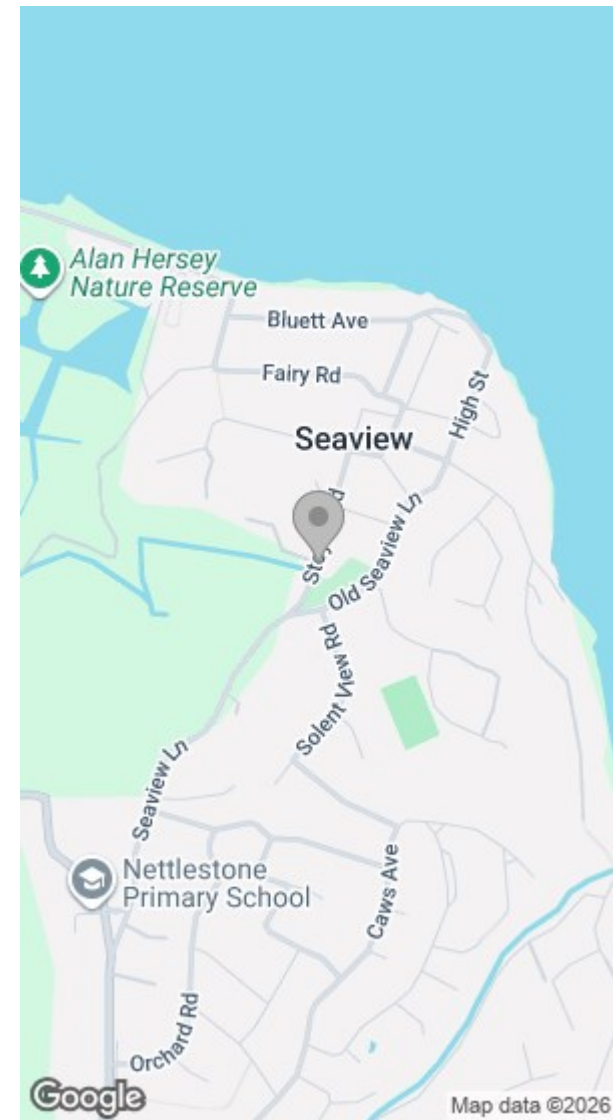 Alan Hersey
Nature Reserve
Bluett Ave
Fairy Rd
High St
Seaview
Old Seaview Ln
Solent View Rd
Seaview Ln
Nettlestone
Primary School
Caws Ave
Orchard Rd
Google
Map data ©2026